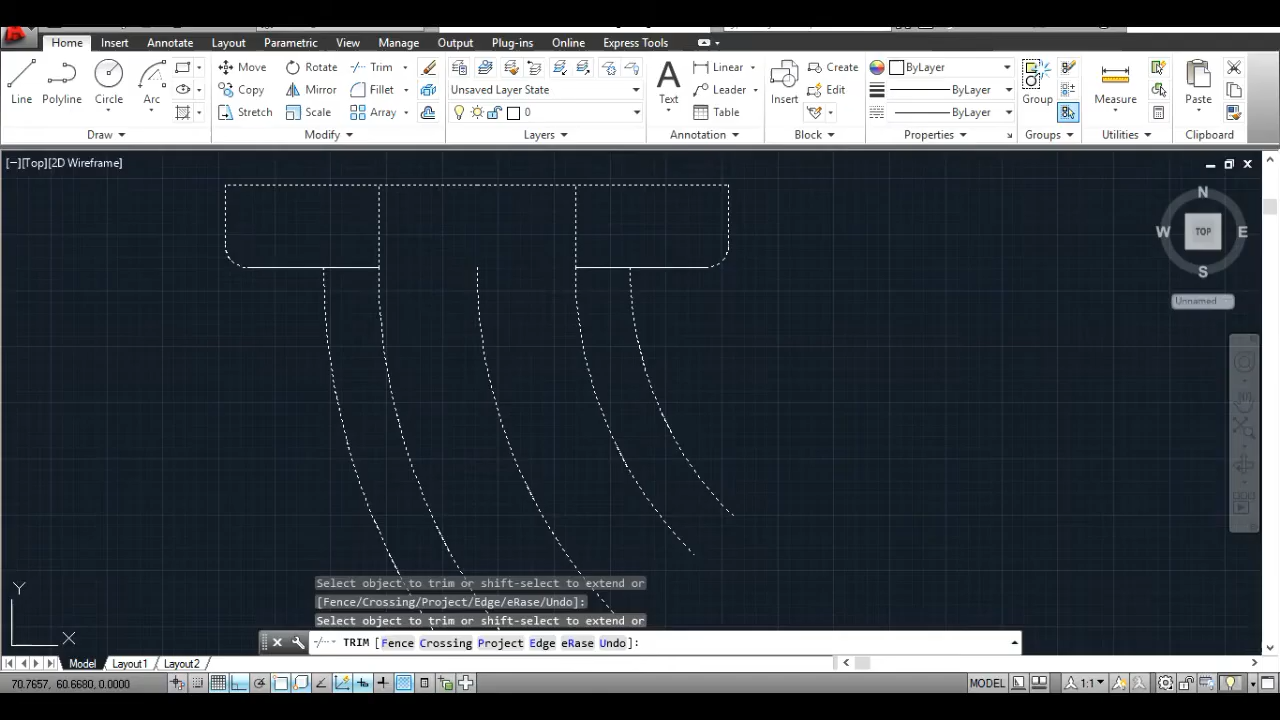 Home Insert Annotate Layout Parametric View Manage Output Plug-ins Online Express Tools
Move Rotate Trim
Copy Mirror Fillet
Stretch Scale Array
Line Polyline Circle Arc
Draw Modify
Unsaved Layer State
0
Layers
Text
Linear
Leader
Table
Annotation
Insert
Create
Edit
Block
ByLayer
ByLayer
ByLayer
Properties
Group
Groups
Measure
Utilities
Paste
Clipboard
[−][Top][2D Wireframe]
N
W TOP E
S
Unnamed
Y
X
Select object to trim or shift-select to extend or
[Fence/Crossing/Project/Edge/eRase/Undo]:
Select object to trim or shift-select to extend or
TRIM [Fence Crossing Project Edge eRase Undo]:
Model Layout1 Layout2
70.7657, 60.6680, 0.0000
MODEL
1:1